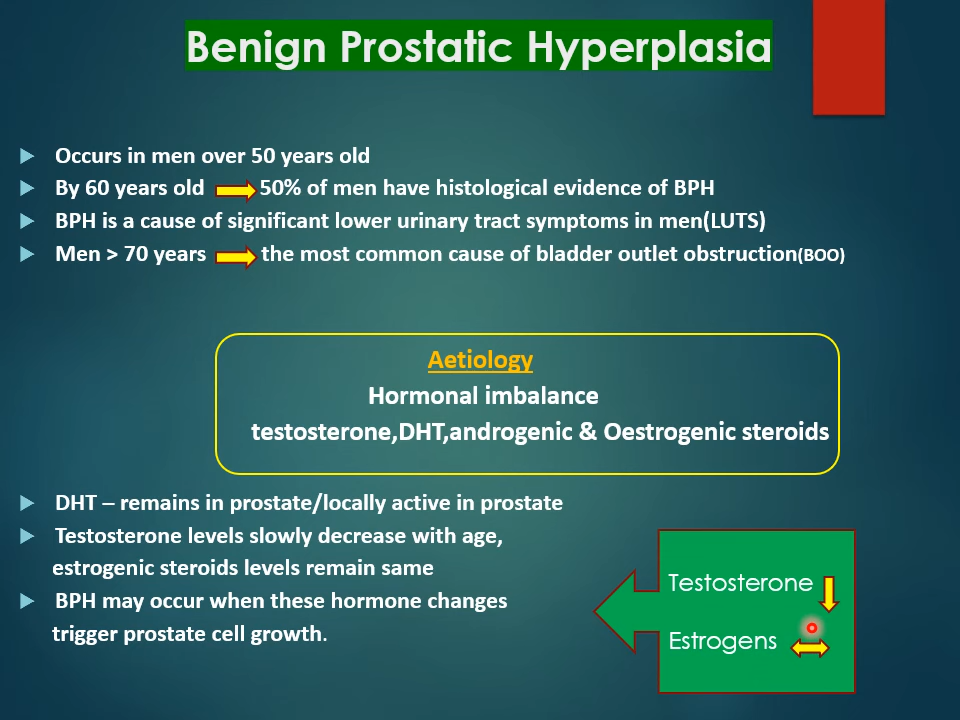 Benign Prostatic Hyperplasia
Occurs in men over 50 years old
By 60 years old 50% of men have histological evidence of BPH
BPH is a cause of significant lower urinary tract symptoms in men(LUTS)
Men > 70 years the most common cause of bladder outlet obstruction(BOO)
Aetiology
Hormonal imbalance
testosterone,DHT,androgenic & Oestrogenic steroids
DHT – remains in prostate/locally active in prostate
Testosterone levels slowly decrease with age,
estrogenic steroids levels remain same
BPH may occur when these hormone changes
trigger prostate cell growth.
Testosterone
Estrogens